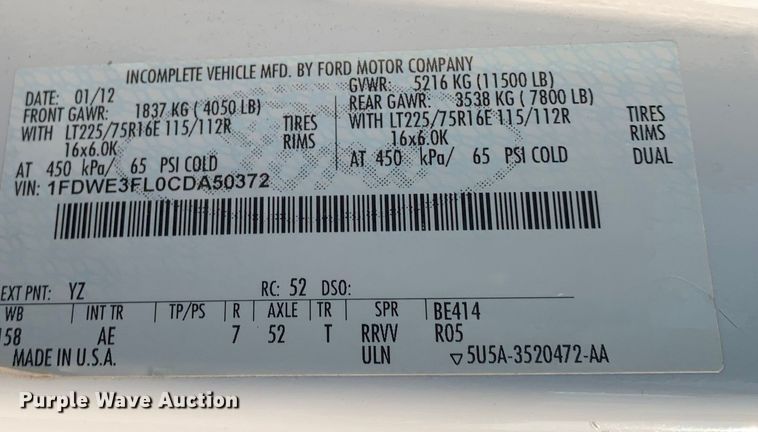 INCOMPLETE VEHICLE MFD. BY FORD MOTOR COMPANY
DATE: 01/12 GVWR: 5216 KG (11500 LB)
FRONT GAWR: 1837 KG ( 4050 LB) REAR GAWR: 3538 KG ( 7800 LB)
WITH LT225/75R16E 115/112R TIRES WITH LT225/75R16E 115/112R TIRES
16x6.0K RIMS 16x6.0K RIMS
AT 450 kPa/ 65 PSI COLD AT 450 kPa/ 65 PSI COLD DUAL
VIN: 1FDWE3FL0CDA50372
EXT PNT: YZ RC: 52 DSO:
WB INT TR TP/PS R AXLE TR SPR BE414
158 AE 7 52 T RRVV R05
MADE IN U.S.A. ULN 5U5A-3520472-AA
Purple Wave Auction